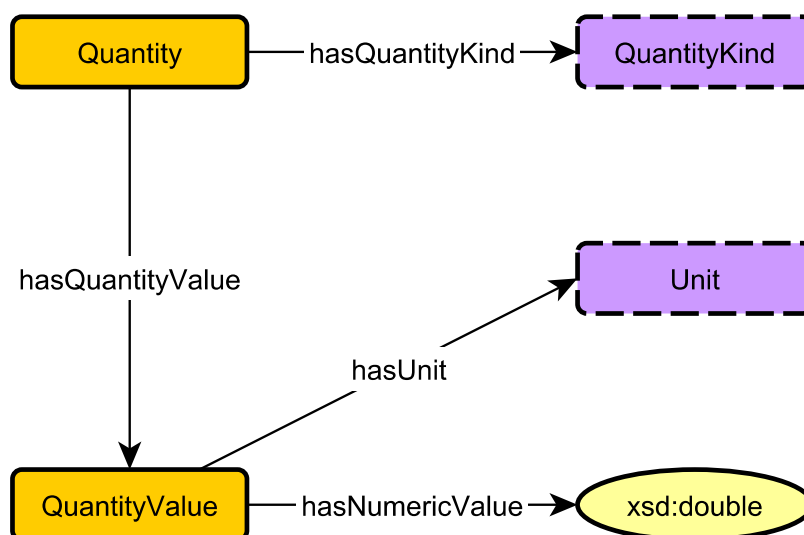 Quantity
hasQuantityKind
QuantityKind
hasQuantityValue
Unit
hasUnit
QuantityValue
hasNumericValue
xsd:double